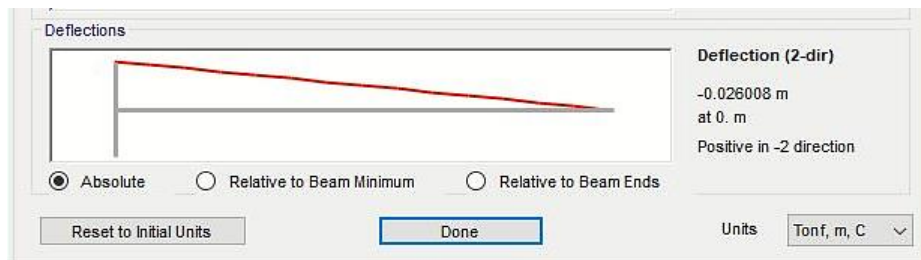 Deflections
Deflection (2-dir)
-0.026008 m
at 0. m
Positive in -2 direction
Absolute
Relative to Beam Minimum
Relative to Beam Ends
Reset to Initial Units
Done
Units
Tonf, m, C